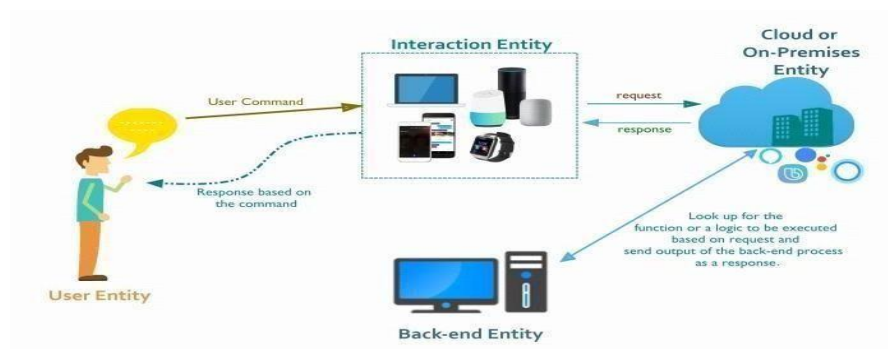 Interaction Entity
Cloud or
On-Premises
Entity
User Command
request
response
Response based on
the command
Look up for the
function or a logic to be executed
based on request and
send output of the back-end process
as a response.
User Entity
Back-end Entity